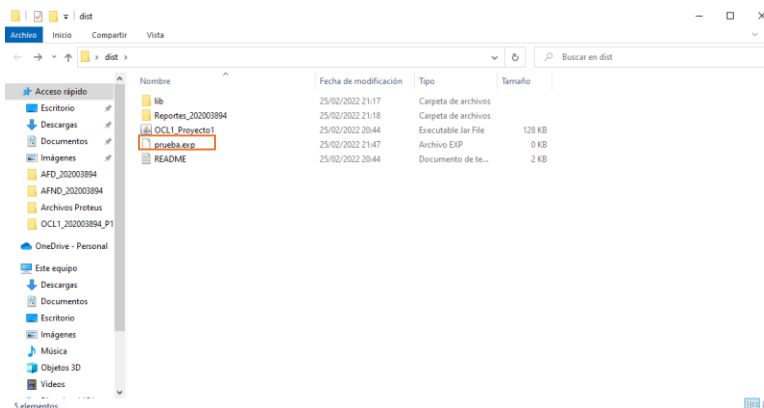 dist
Archivo Inicio Compartir Vista
dist
Buscar en dist
Nombre Fecha de modificación Tipo Tamaño
Acceso rápido
Escritorio
Descargas
Documentos
Imágenes
AFD_202003894
AFND_202003894
Archivos Proteus
OCL1_202003894_P1
OneDrive - Personal
Este equipo
Descargas
Documentos
Escritorio
Imágenes
Música
Objetos 3D
Videos
lib 25/02/2022 21:17 Carpeta de archivos
Reportes_202003894 25/02/2022 21:18 Carpeta de archivos
OCL1_Proyecto1 25/02/2022 20:44 Executable Jar File 128 KB
prueba.exp 25/02/2022 21:47 Archivo EXP 0 KB
README 25/02/2022 20:44 Documento de te... 2 KB
5 elementos